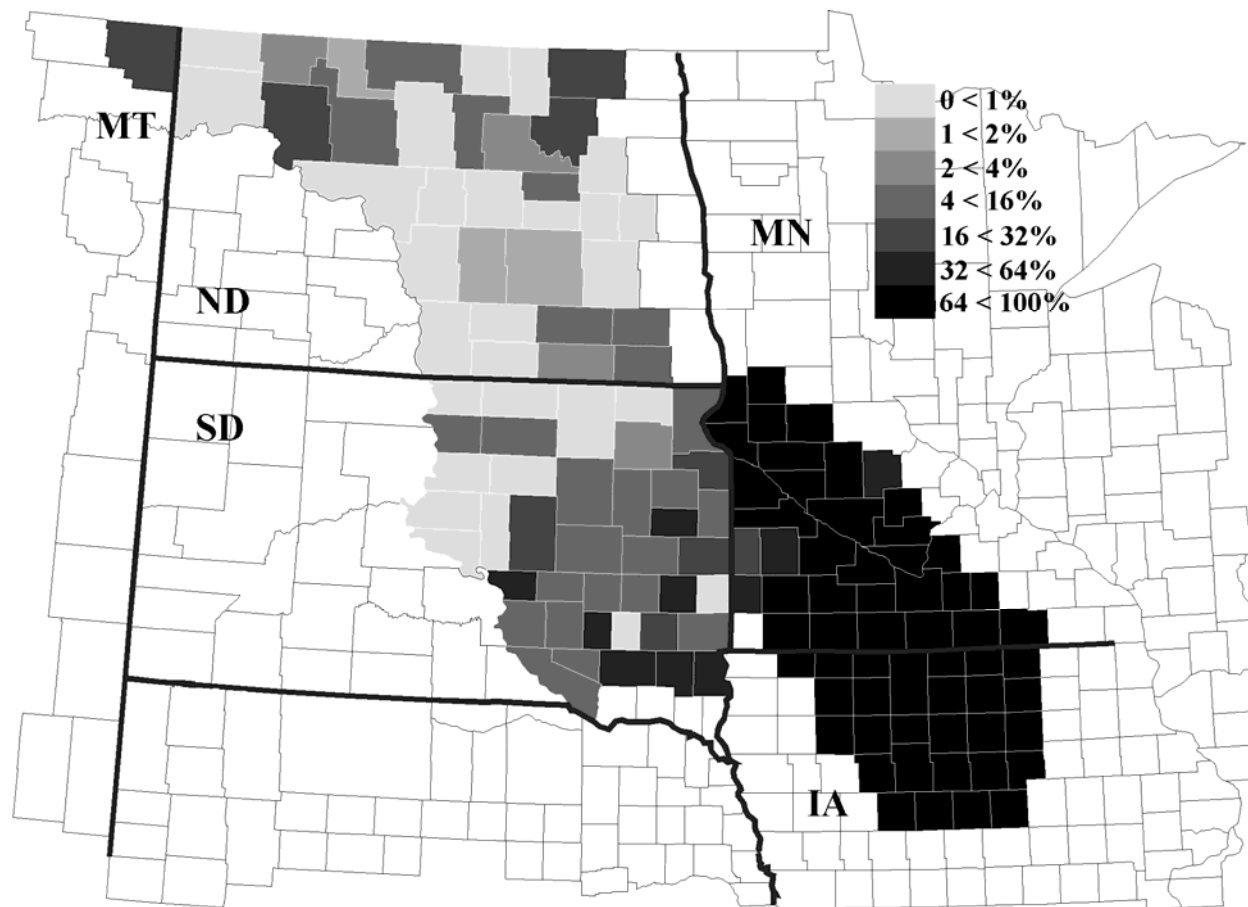 0 < 1%
MT
1 < 2%
2 < 4%
4 < 16%
MN
16 < 32%
32 < 64%
ND
64 < 100%
SD
IA